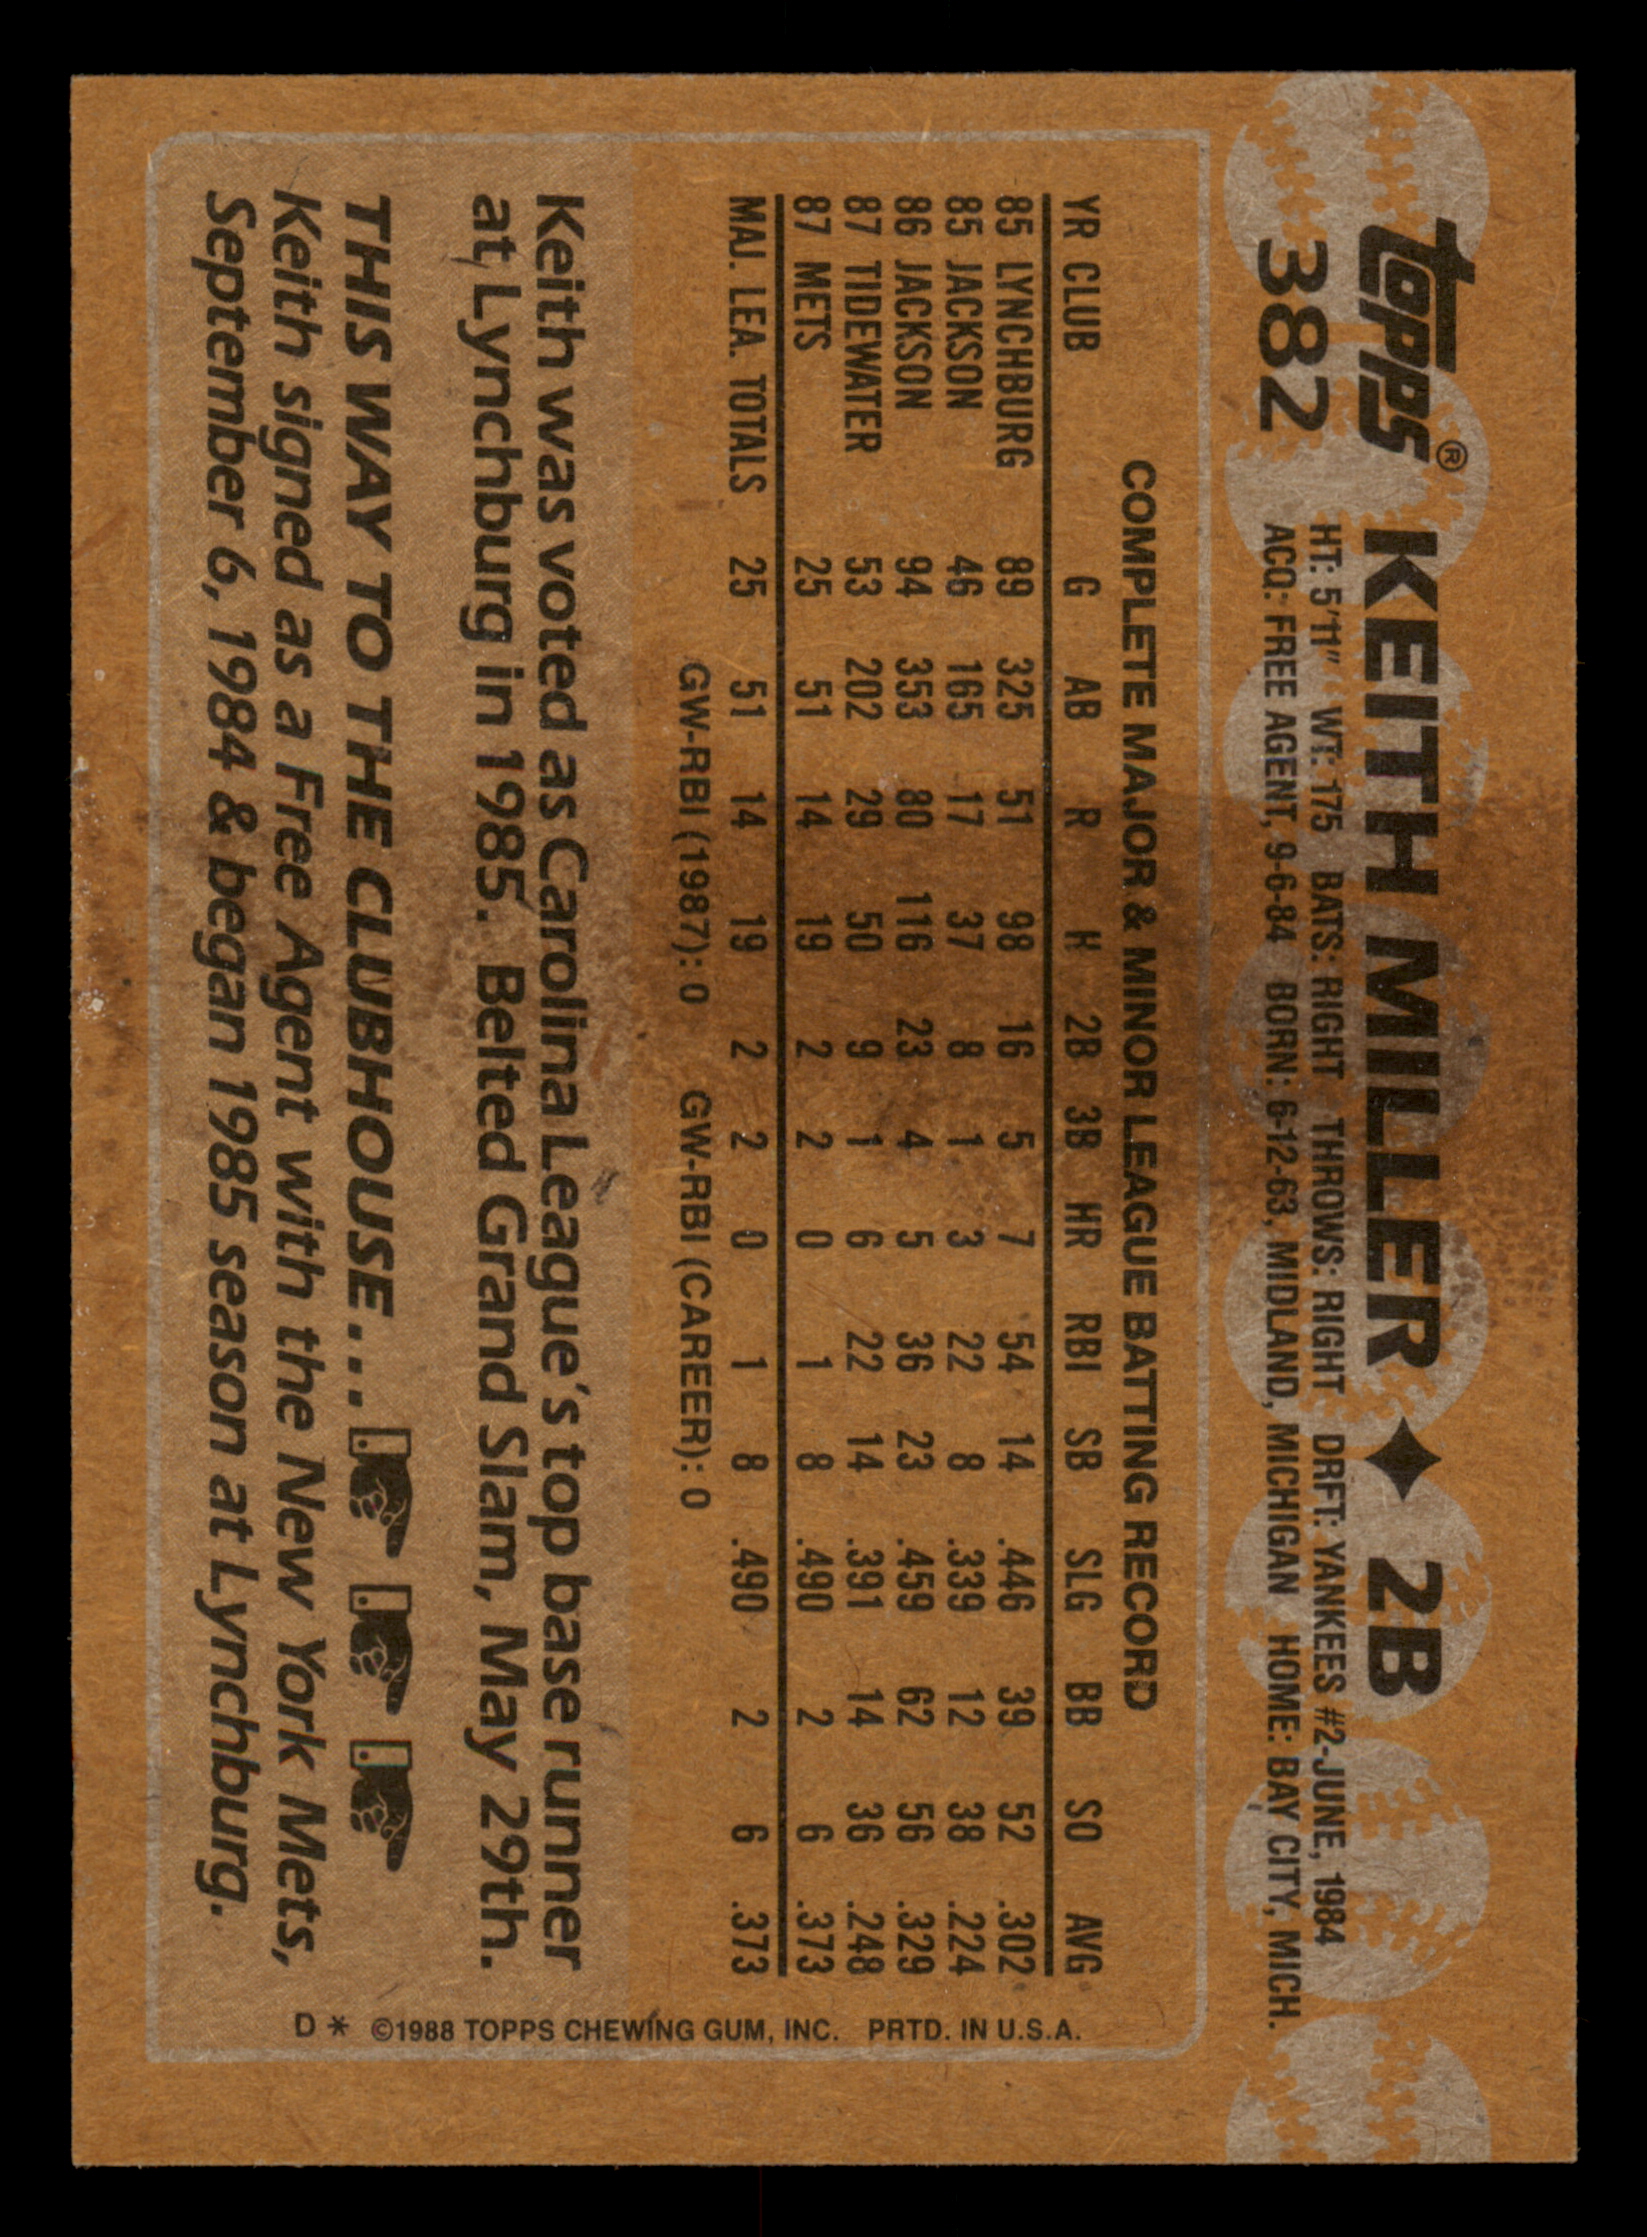 topps®
382
KEITH MILLER ✦ 2B
HT: 5'11" WT: 175 BATS: RIGHT THROWS: RIGHT DRFT: YANKEES #2-JUNE, 1984
ACQ: FREE AGENT, 9-6-84 BORN: 6-12-63, MIDLAND, MICHIGAN HOME: BAY CITY, MICH.
COMPLETE MAJOR & MINOR LEAGUE BATTING RECORD
YR CLUB G AB R H 2B 3B HR RBI SB SLG BB SO AVG
85 LYNCHBURG 89 325 51 98 16 5 7 54 14 .446 39 52 .302
85 JACKSON 46 165 17 37 8 1 3 22 8 .339 12 38 .224
86 JACKSON 94 353 80 116 23 4 5 36 23 .459 62 56 .329
87 TIDEWATER 53 202 29 50 9 1 6 22 14 .391 14 36 .248
87 METS 25 51 14 19 2 2 0 1 8 .490 2 6 .373
MAJ. LEA. TOTALS 25 51 14 19 2 2 0 1 8 .490 2 6 .373
GW-RBI (1987): 0 GW-RBI (CAREER): 0
Keith was voted as Carolina League's top base runner
at Lynchburg in 1985. Belted Grand Slam, May 29th.
THIS WAY TO THE CLUBHOUSE...
Keith signed as a Free Agent with the New York Mets,
September 6, 1984 & began 1985 season at Lynchburg.
D* ©1988 TOPPS CHEWING GUM, INC. PRTD. IN U.S.A.